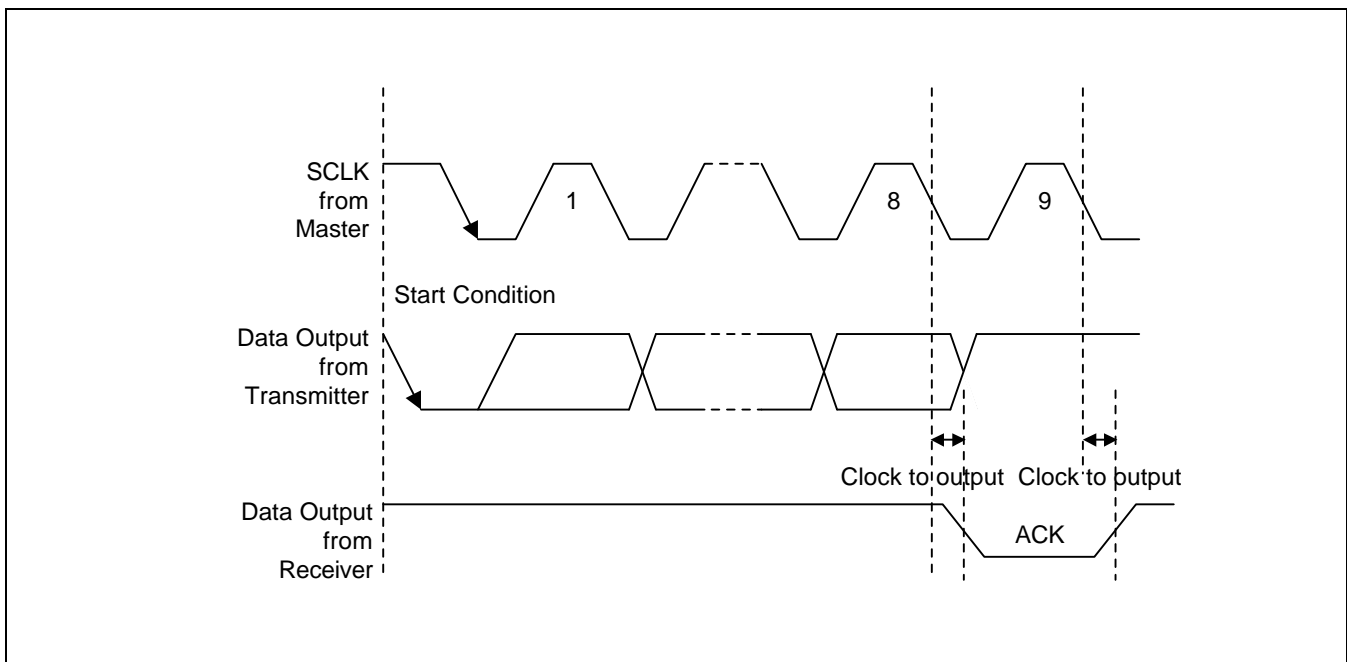 SCLK
from
Master
1
8
9
Start Condition
Data Output
from
Transmitter
Clock to output
Clock to output
Data Output
from
Receiver
ACK